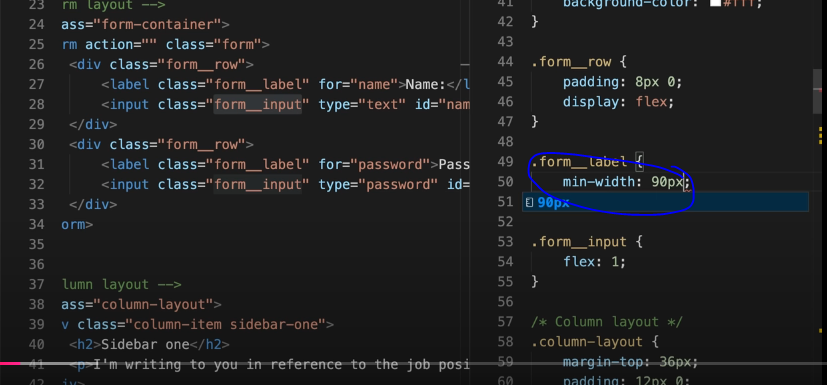 23 rm layout -->
24 ass="form-container">
25 rm action="" class="form">
26 <div class="form__row">
27 <label class="form__label" for="name">Name:</l
28 <input class="form__input" type="text" id="nam
29 </div>
30 <div class="form__row">
31 <label class="form__label" for="password">Pass
32 <input class="form__input" type="password" id=
33 </div>
34 orm>
35
36
37 lumn layout -->
38 ass="column-layout">
39 v class="column-item sidebar-one">
40 <h2>Sidebar one</h2>
41 <p>I'm writing to you in reference to the job posi
42 iv>
41 background-color: #fff;
42 }
43
44 .form__row {
45 padding: 8px 0;
46 display: flex;
47 }
48
49 .form__label {
50 min-width: 90px;
51 90px
52
53 .form__input {
54 flex: 1;
55 }
56
57 /* Column layout */
58 .column-layout {
59 margin-top: 36px;
60 padding: 12px 0;